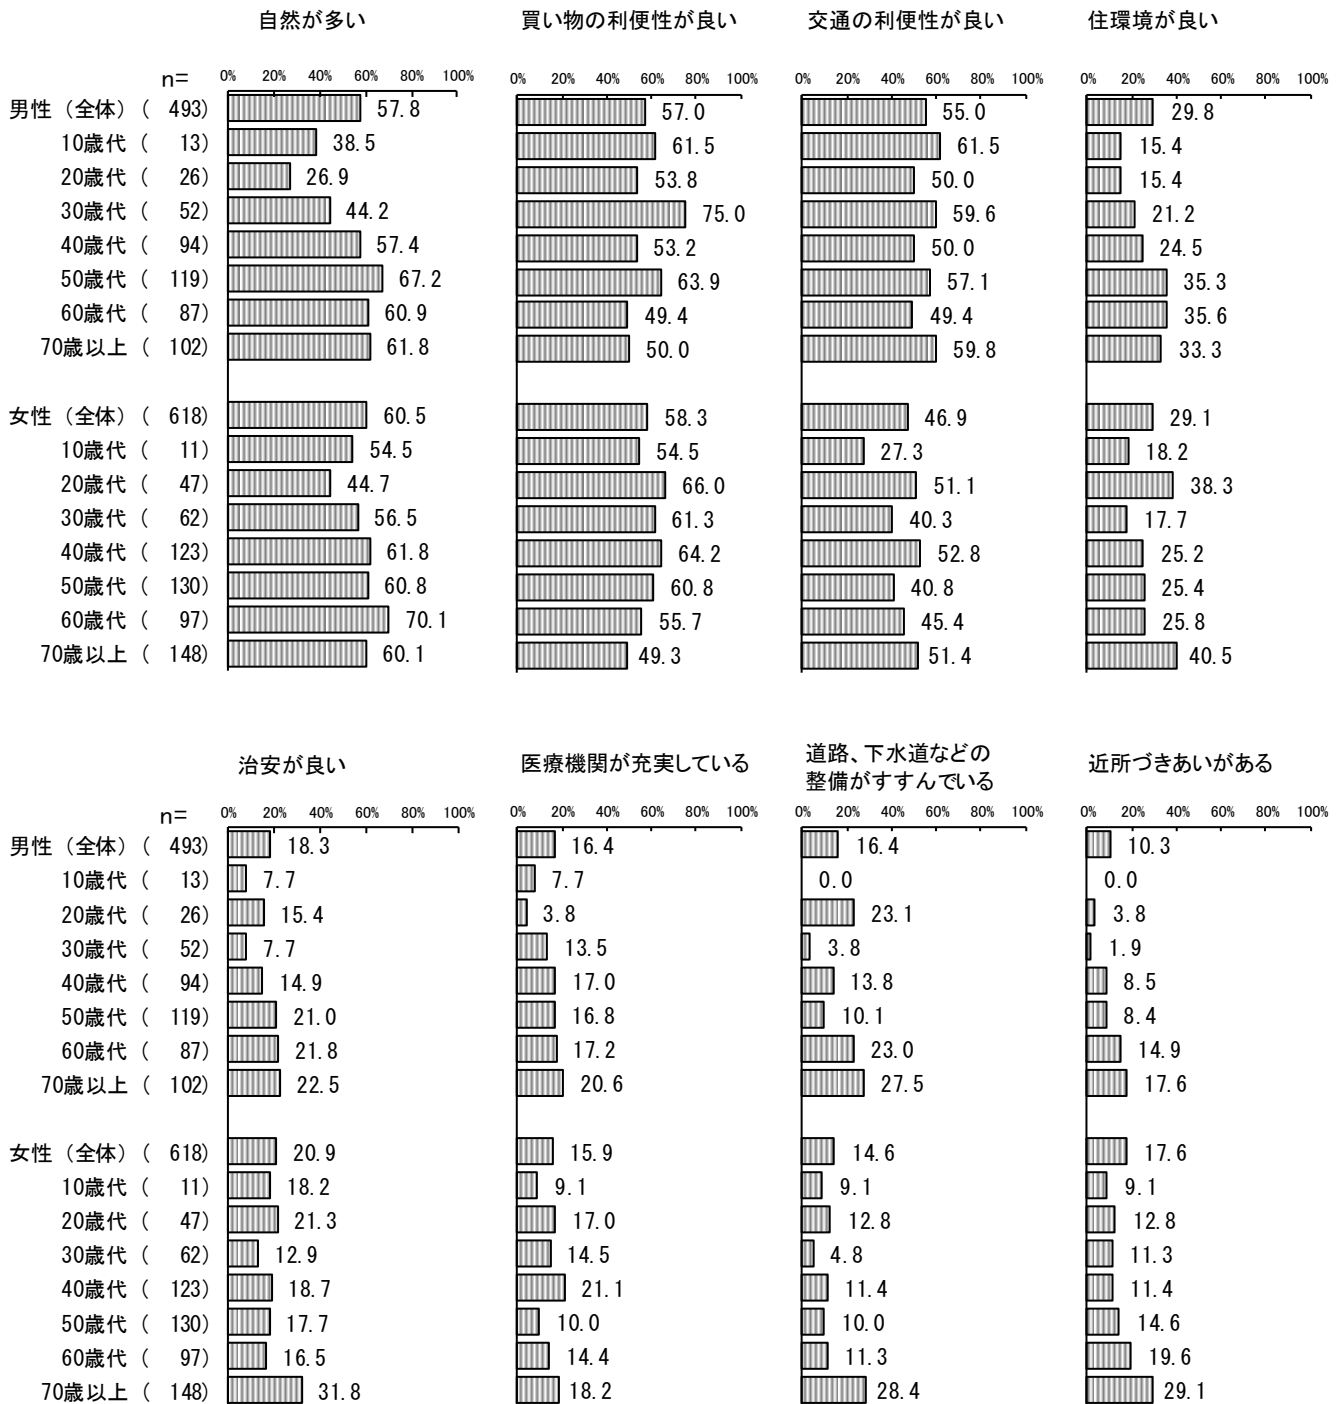 自然が多い 買い物の利便性が良い 交通の利便性が良い 住環境が良い
n= 0% 20% 40% 60% 80% 100% 0% 20% 40% 60% 80% 100% 0% 20% 40% 60% 80% 100% 0% 20% 40% 60% 80% 100%
男性（全体）( 493) 57.8 57.0 55.0 29.8
10歳代 ( 13) 38.5 61.5 61.5 15.4
20歳代 ( 26) 26.9 53.8 50.0 15.4
30歳代 ( 52) 44.2 75.0 59.6 21.2
40歳代 ( 94) 57.4 53.2 50.0 24.5
50歳代 ( 119) 67.2 63.9 57.1 35.3
60歳代 ( 87) 60.9 49.4 49.4 35.6
70歳以上 ( 102) 61.8 50.0 59.8 33.3
女性（全体）( 618) 60.5 58.3 46.9 29.1
10歳代 ( 11) 54.5 54.5 27.3 18.2
20歳代 ( 47) 44.7 66.0 51.1 38.3
30歳代 ( 62) 56.5 61.3 40.3 17.7
40歳代 ( 123) 61.8 64.2 52.8 25.2
50歳代 ( 130) 60.8 60.8 40.8 25.4
60歳代 ( 97) 70.1 55.7 45.4 25.8
70歳以上 ( 148) 60.1 49.3 51.4 40.5
治安が良い 医療機関が充実している 道路、下水道などの
整備がすすんでいる 近所づきあいがある
n= 0% 20% 40% 60% 80% 100% 0% 20% 40% 60% 80% 100% 0% 20% 40% 60% 80% 100% 0% 20% 40% 60% 80% 100%
男性（全体）( 493) 18.3 16.4 16.4 10.3
10歳代 ( 13) 7.7 7.7 0.0 0.0
20歳代 ( 26) 15.4 3.8 23.1 3.8
30歳代 ( 52) 7.7 13.5 3.8 1.9
40歳代 ( 94) 14.9 17.0 13.8 8.5
50歳代 ( 119) 21.0 16.8 10.1 8.4
60歳代 ( 87) 21.8 17.2 23.0 14.9
70歳以上 ( 102) 22.5 20.6 27.5 17.6
女性（全体）( 618) 20.9 15.9 14.6 17.6
10歳代 ( 11) 18.2 9.1 9.1 9.1
20歳代 ( 47) 21.3 17.0 12.8 12.8
30歳代 ( 62) 12.9 14.5 4.8 11.3
40歳代 ( 123) 18.7 21.1 11.4 11.4
50歳代 ( 130) 17.7 10.0 10.0 14.6
60歳代 ( 97) 16.5 14.4 11.3 19.6
70歳以上 ( 148) 31.8 18.2 28.4 29.1